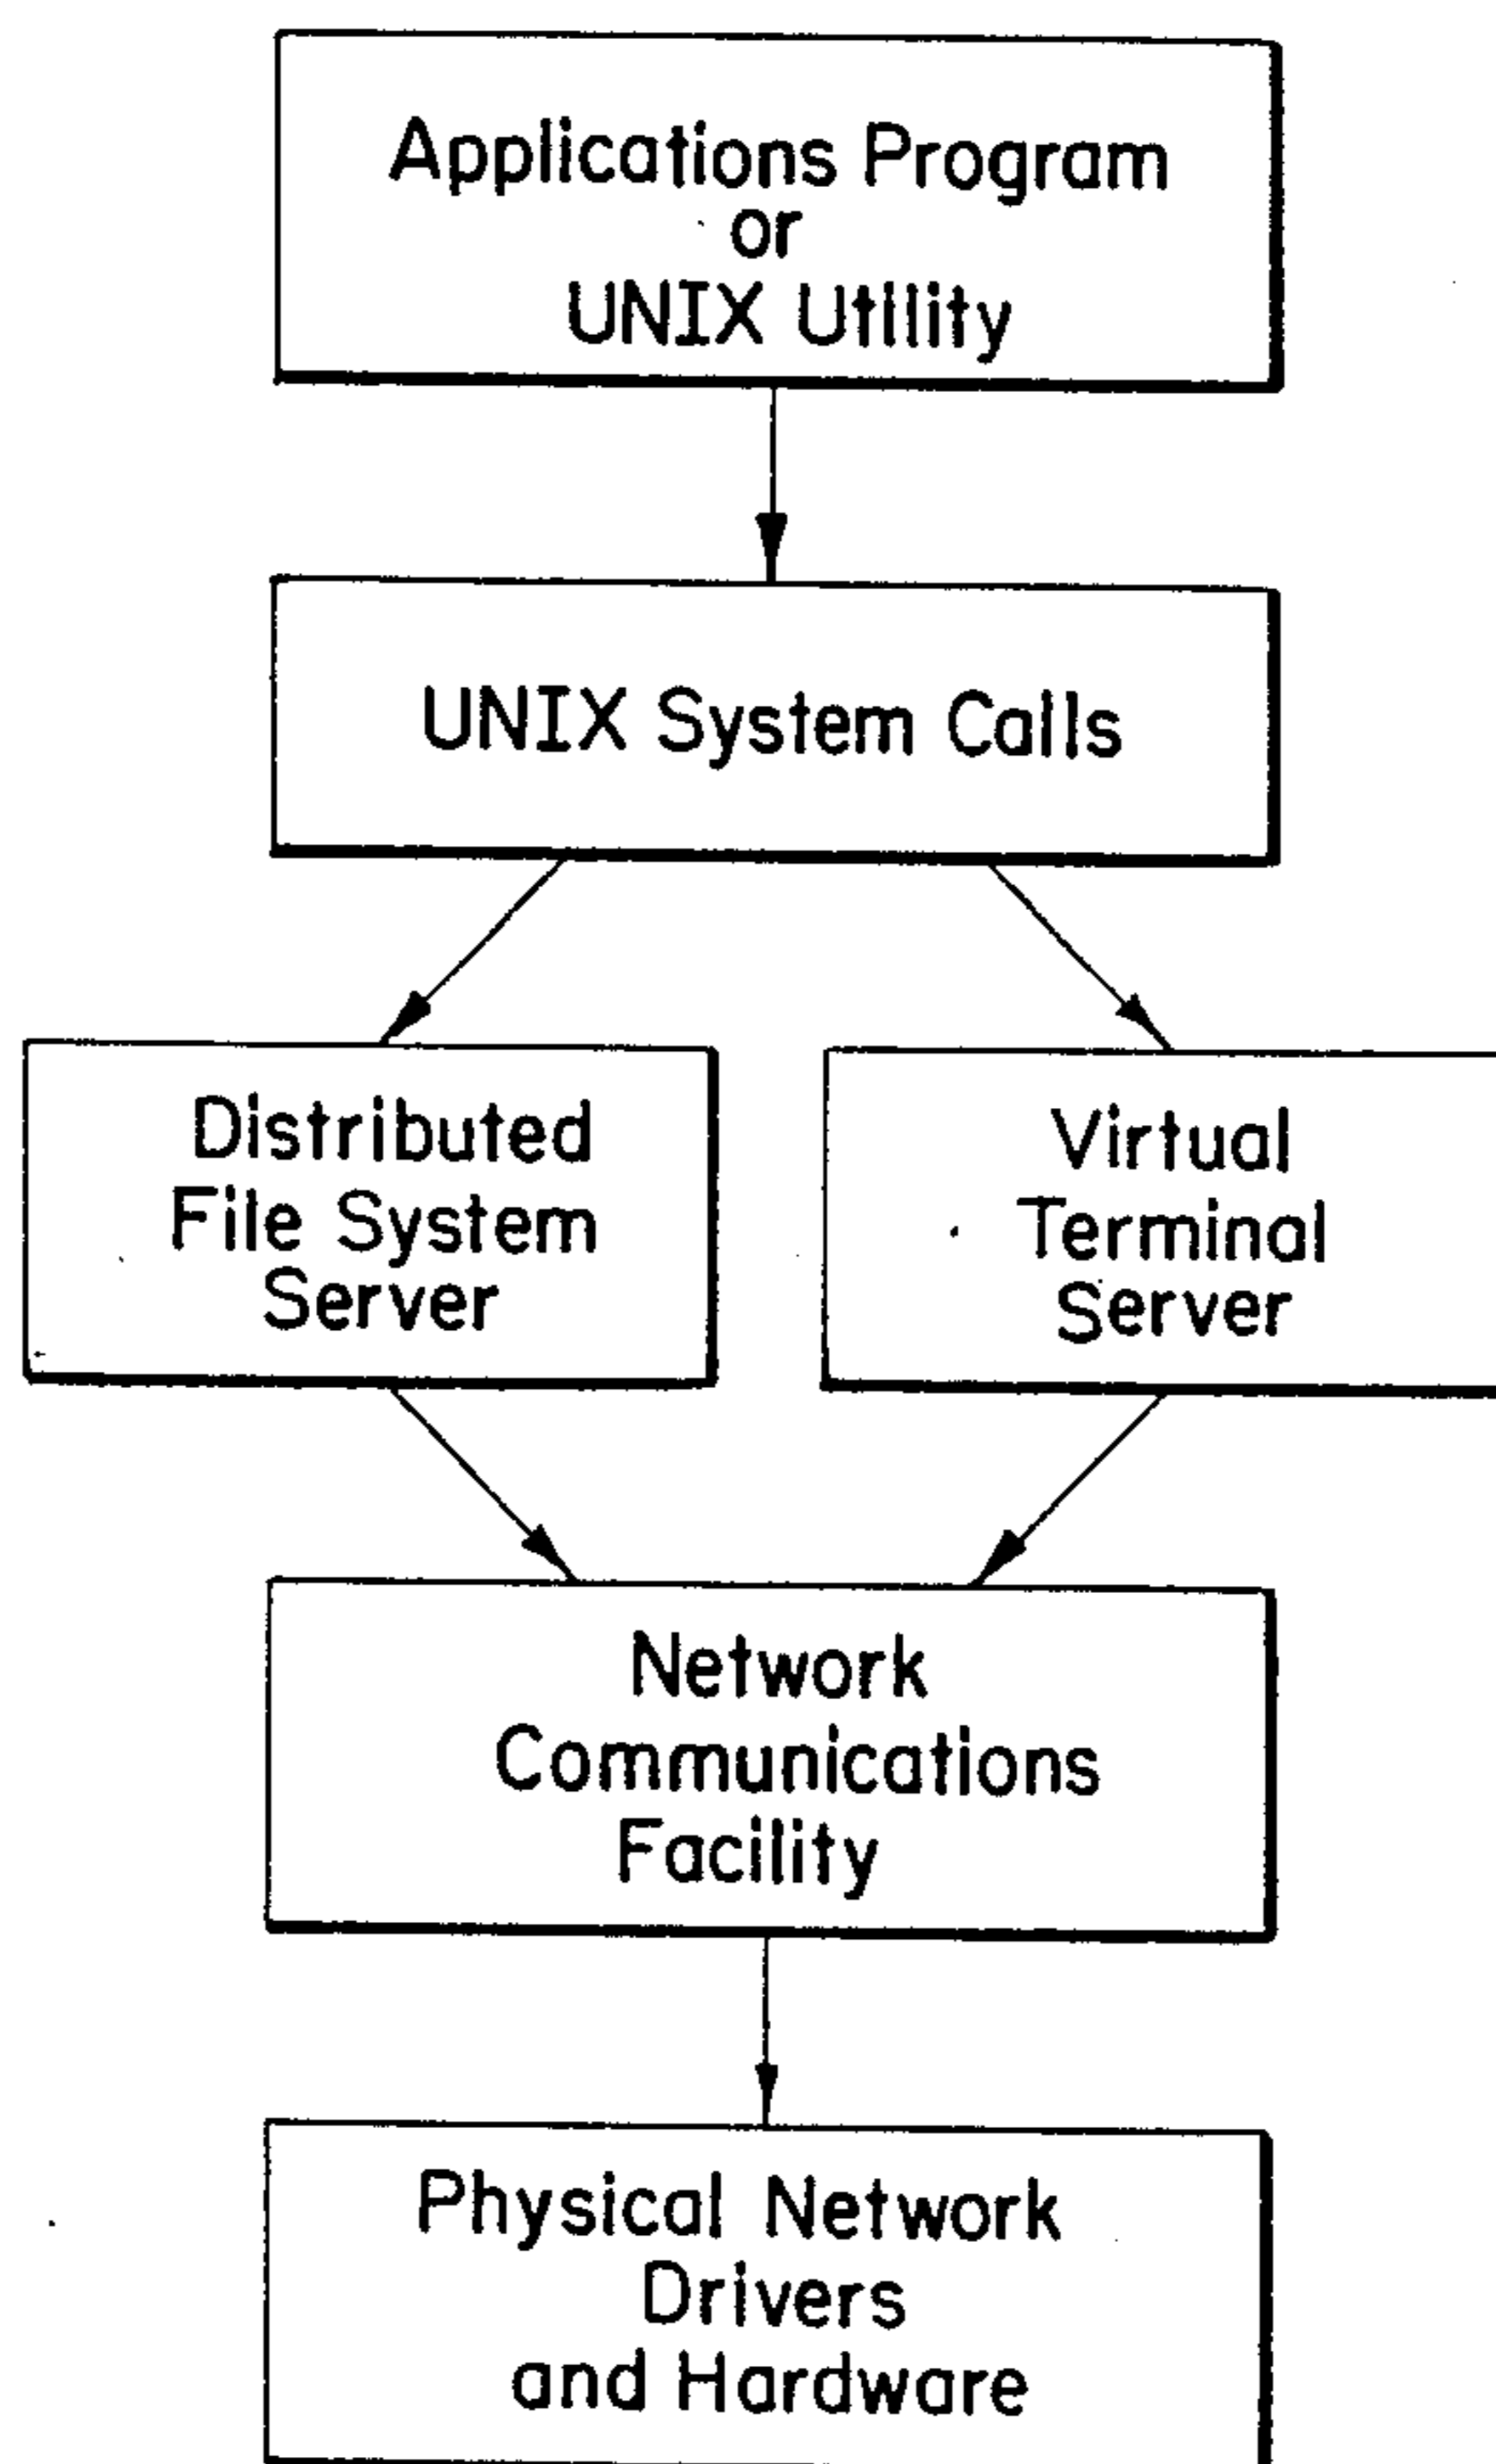 Applications Program
or
UNIX Utility
UNIX System Calls
Distributed
File System
Server
Virtual
Terminal
Server
Network
Communications
Facility
Physical Network
Drivers
and Hardware